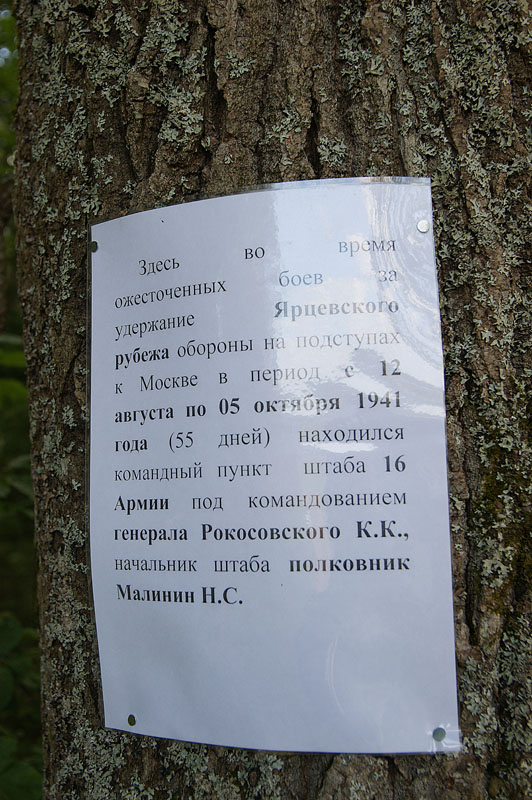 Здесь во время
ожесточенных боев за
удержание Ярцевского
рубежа обороны на подступах
к Москве в период с 12
августа по 05 октября 1941
года (55 дней) находился
командный пункт штаба 16
Армии под командованием
генерала Рокосовского К.К.,
начальник штаба полковник
Малинин Н.С.